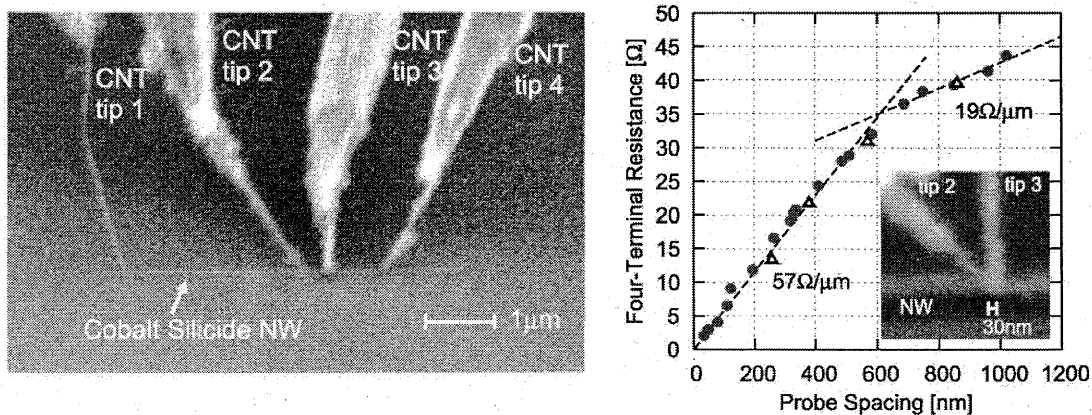 CNT
tip 1
CNT
tip 2
CNT
tip 3
CNT
tip 4
Cobalt Silicide NW
1μm
Four-Terminal Resistance [Ω]
50
45
40
35
30
25
20
15
10
5
0
19Ω/μm
57Ω/μm
tip 2
tip 3
NW
H
30nm
0
200
400
600
800
1000
1200
Probe Spacing [nm]